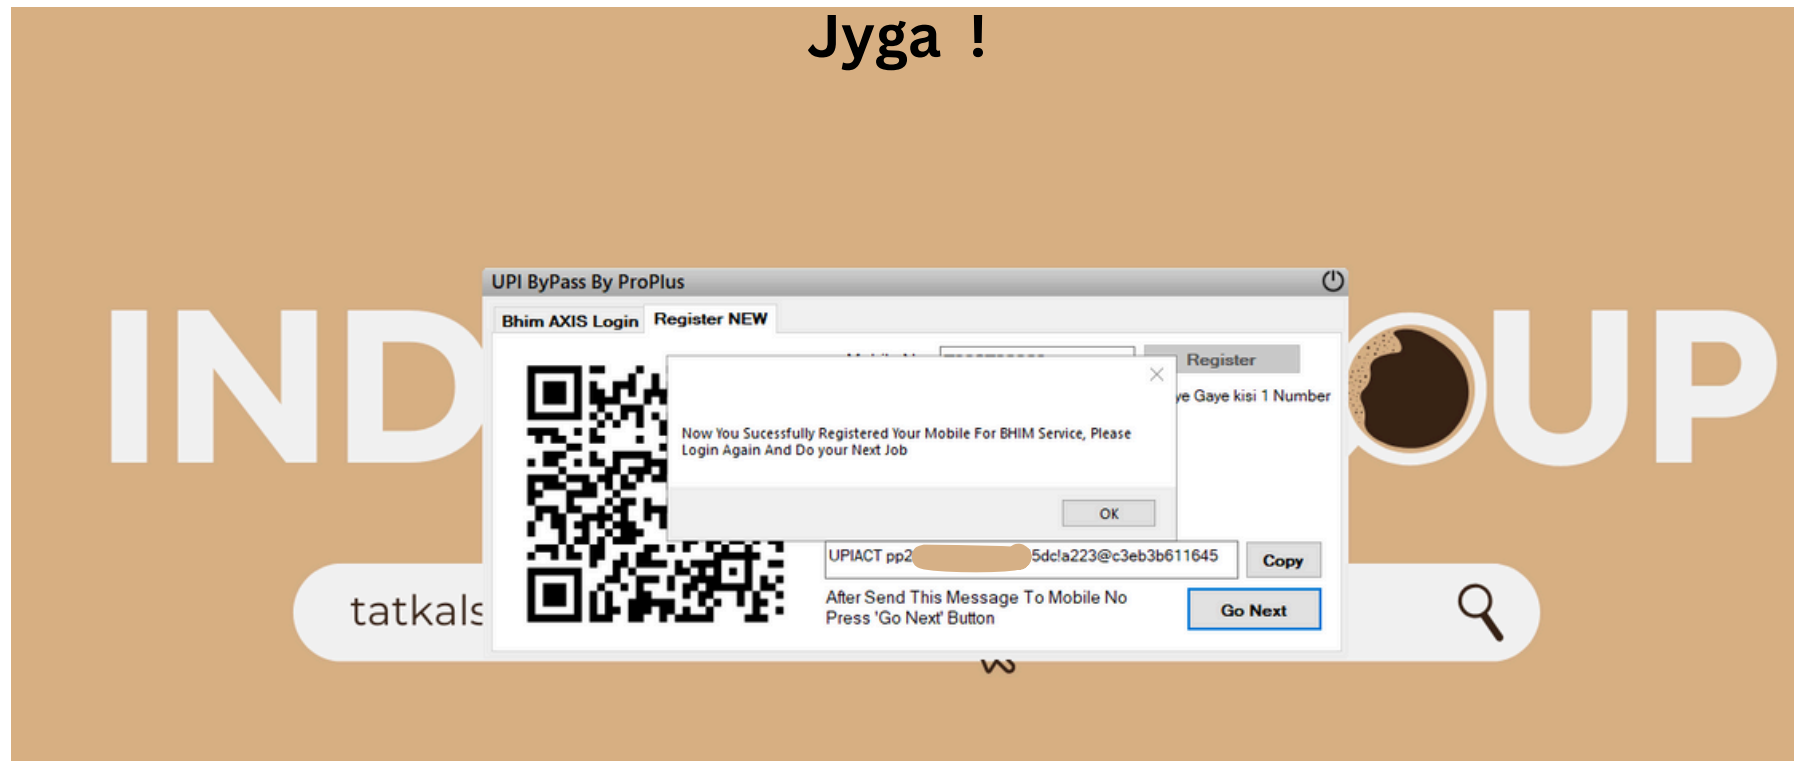 Jyga !
UPI ByPass By ProPlus
Bhim AXIS Login Register NEW
Register
ye Gaye kisi 1 Number
Now You Sucessfully Registered Your Mobile For BHIM Service, Please
Login Again And Do your Next Job
OK
IND OUP
UPIACT pp2 5dc!a223@c3eb3b611645 Copy
After Send This Message To Mobile No
Press 'Go Next' Button
Go Next
tatkals